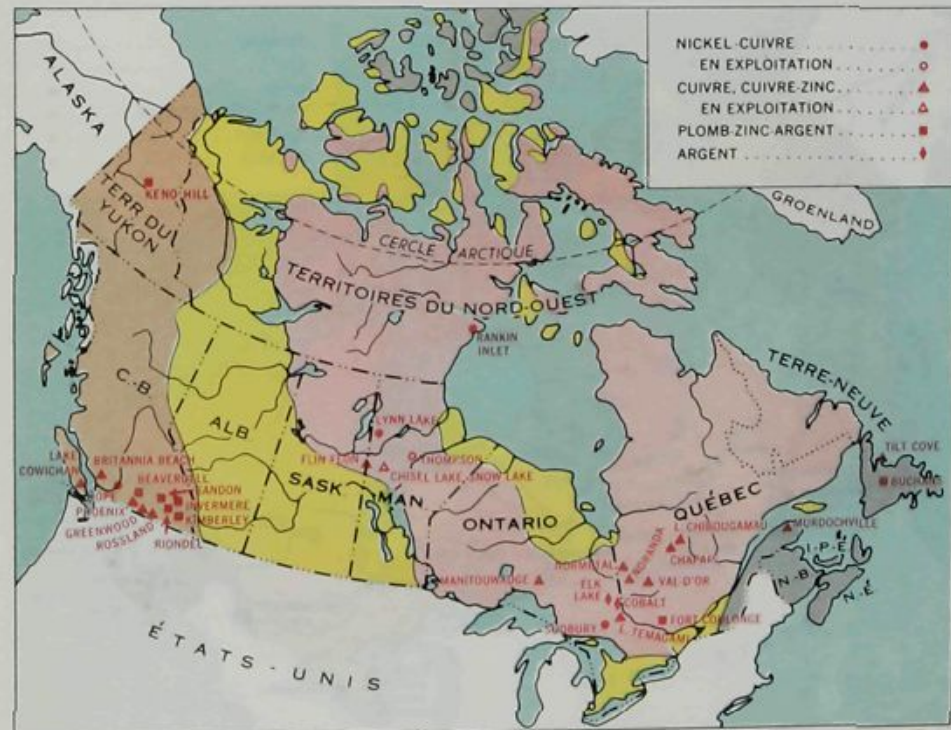 NICKEL-CUIVRE
EN EXPLOITATION
CUIVRE, CUIVRE-ZINC
EN EXPLOITATION
PLOMB-ZINC-ARGENT
ARGENT
ALASKA
GROENLAND
KENO-HILL
TERR DU
YUKON
CERCLE ARCTIQUE
TERRITOIRES DU NORD-OUEST
RANKIN
INLET
TERRE-NEUVE
C.-B
ALB
SASK
MAN
ONTARIO
QUÉBEC
LYNN LAKE
FLIN FLON
THOMPSON
CHISEL LAKE, SNOW LAKE
LAKE
COWICHAN
BRITANNIA BEACH
BEAVERDELL
HOPE
SANDON
PHOENIX
INVERMERE
GREENWOOD
KIMBERLEY
ROSSLAND
RIONDEL
TILT COVE
BUCHANS
L. CHIBOUGAMAU
MURDOCHVILLE
CHAPAI
NORANDA
NORMETAL
VAL-D'OR
MANITOUWADGE
ELK
LAKE
COBALT
FORT COULONGE
SUDBURY
L. TEMAGAMI
I-P-É
N-B
N-É
ÉTATS-UNIS